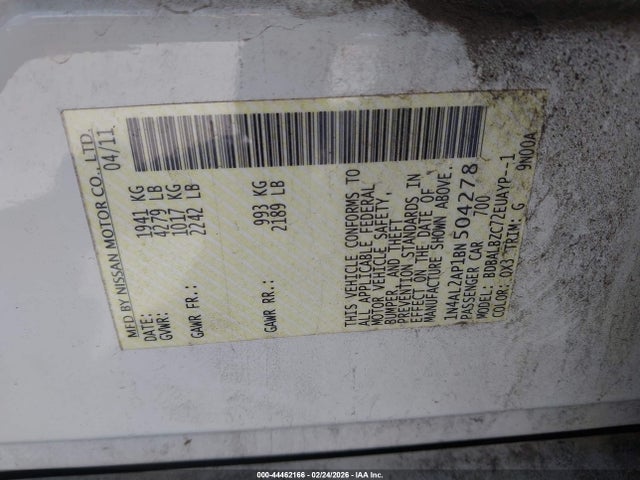 MFD BY NISSAN MOTOR CO., LTD.
DATE: 04/11
GVWR: 1941 KG
4279 LB
GAWR FR.: 1017 KG
2242 LB
GAWR RR.: 993 KG
2189 LB
THIS VEHICLE CONFORMS TO
ALL APPLICABLE FEDERAL
MOTOR VEHICLE SAFETY,
BUMPER, AND THEFT
PREVENTION STANDARDS IN
EFFECT ON THE DATE OF
MANUFACTURE SHOWN ABOVE.
1N4AL2AP1BN504278
PASSENGER CAR 700
MODEL: BDBALBZC72EUAYP--1
COLOR: QX3 TRIM: G 9N00A
000-44462166 - 02/24/2026 - IAA Inc.